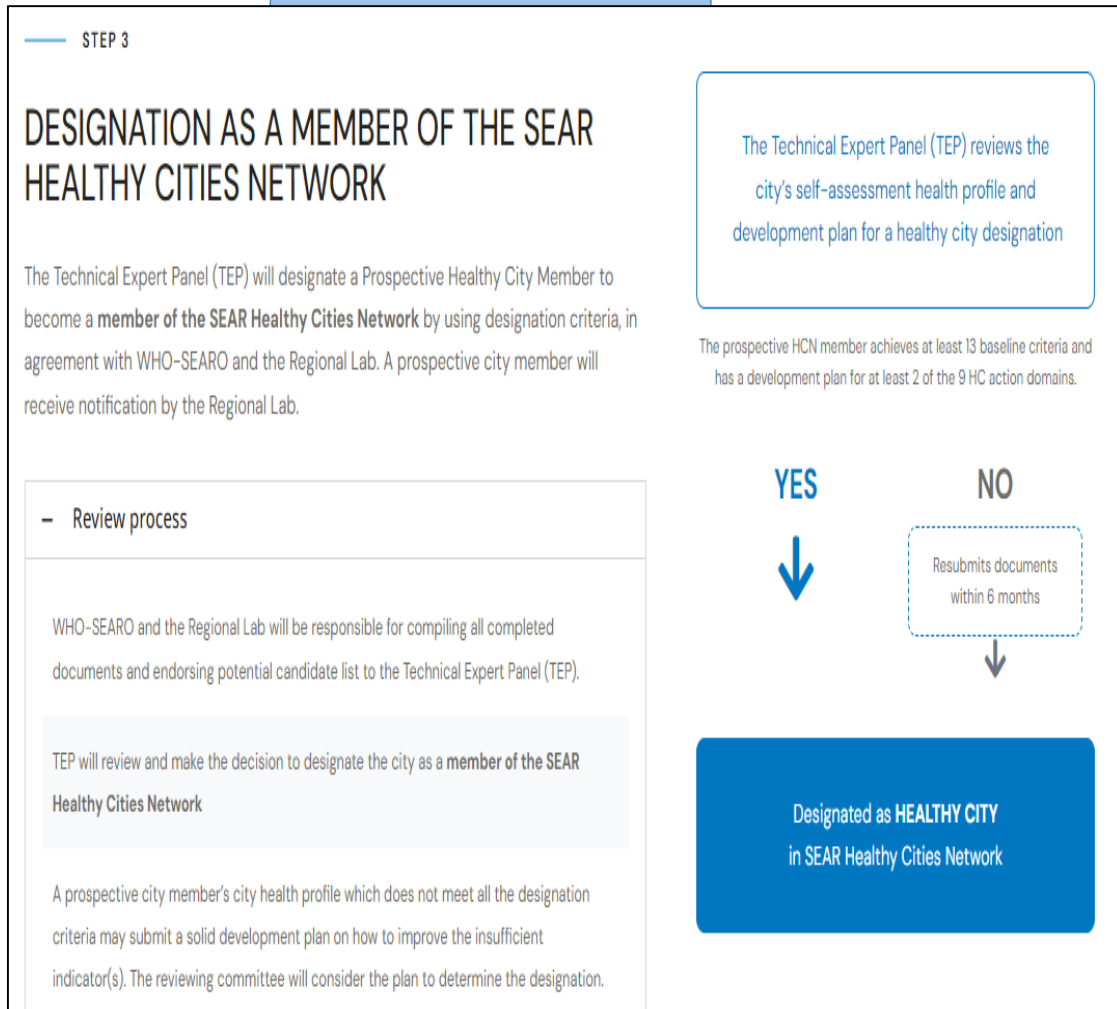 STEP 3
DESIGNATION AS A MEMBER OF THE SEAR
HEALTHY CITIES NETWORK
The Technical Expert Panel (TEP) will designate a Prospective Healthy City Member to
become a member of the SEAR Healthy Cities Network by using designation criteria, in
agreement with WHO-SEARO and the Regional Lab. A prospective city member will
receive notification by the Regional Lab.
– Review process
WHO-SEARO and the Regional Lab will be responsible for compiling all completed
documents and endorsing potential candidate list to the Technical Expert Panel (TEP).
TEP will review and make the decision to designate the city as a member of the SEAR
Healthy Cities Network
A prospective city member's city health profile which does not meet all the designation
criteria may submit a solid development plan on how to improve the insufficient
indicator(s). The reviewing committee will consider the plan to determine the designation.
The Technical Expert Panel (TEP) reviews the
city's self-assessment health profile and
development plan for a healthy city designation
The prospective HCN member achieves at least 13 baseline criteria and
has a development plan for at least 2 of the 9 HC action domains.
YES
NO
Resubmits documents
within 6 months
Designated as HEALTHY CITY
in SEAR Healthy Cities Network